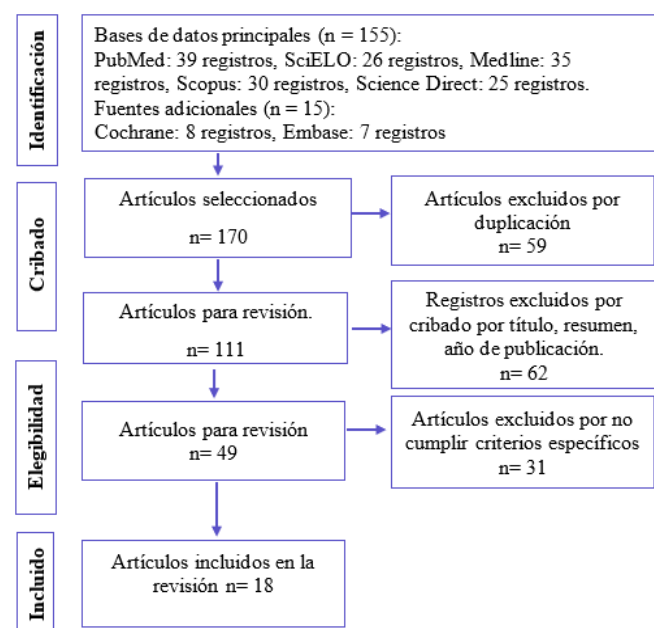 Identificación
Bases de datos principales (n = 155):
PubMed: 39 registros, SciELO: 26 registros, Medline: 35
registros, Scopus: 30 registros, Science Direct: 25 registros.
Fuentes adicionales (n = 15):
Cochrane: 8 registros, Embase: 7 registros
Cribado
Artículos seleccionados
n= 170
Artículos excluidos por
duplicación
n= 59
Artículos para revisión.
n= 111
Registros excluidos por
cribado por título, resumen,
año de publicación.
n= 62
Elegibilidad
Artículos para revisión
n= 49
Artículos excluidos por no
cumplir criterios específicos
n= 31
Incluido
Artículos incluidos en la
revisión n= 18